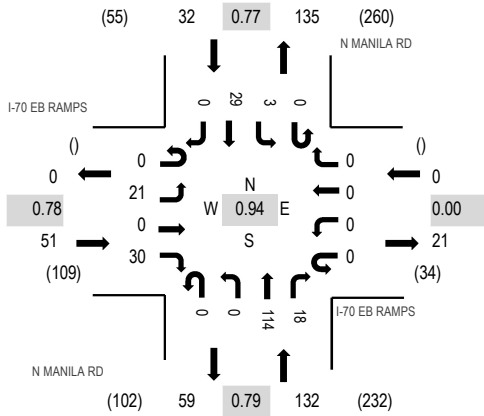 (55) 32 0.77 135 (260)
N MANILA RD
I-70 EB RAMPS
0 29 3 0
() 0 0 ()
0 0
21 0
0.78 N 0.00
W 0.94 E
0 0
51 S 21
30 0
(109) (34)
0 0 114 18
I-70 EB RAMPS
N MANILA RD
(102) 59 0.79 132 (232)